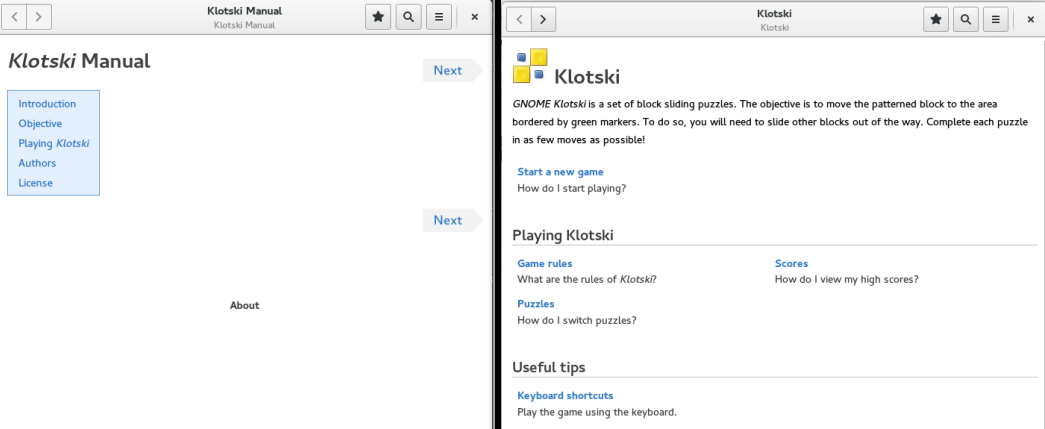 Klotski Manual
Klotski Manual
Klotski Manual
Next
Introduction
Objective
Playing Klotski
Authors
License
Next
About
Klotski
Klotski
Klotski
GNOME Klotski is a set of block sliding puzzles. The objective is to move the patterned block to the area
bordered by green markers. To do so, you will need to slide other blocks out of the way. Complete each puzzle
in as few moves as possible!
Start a new game
How do I start playing?
Playing Klotski
Game rules
What are the rules of Klotski?
Scores
How do I view my high scores?
Puzzles
How do I switch puzzles?
Useful tips
Keyboard shortcuts
Play the game using the keyboard.